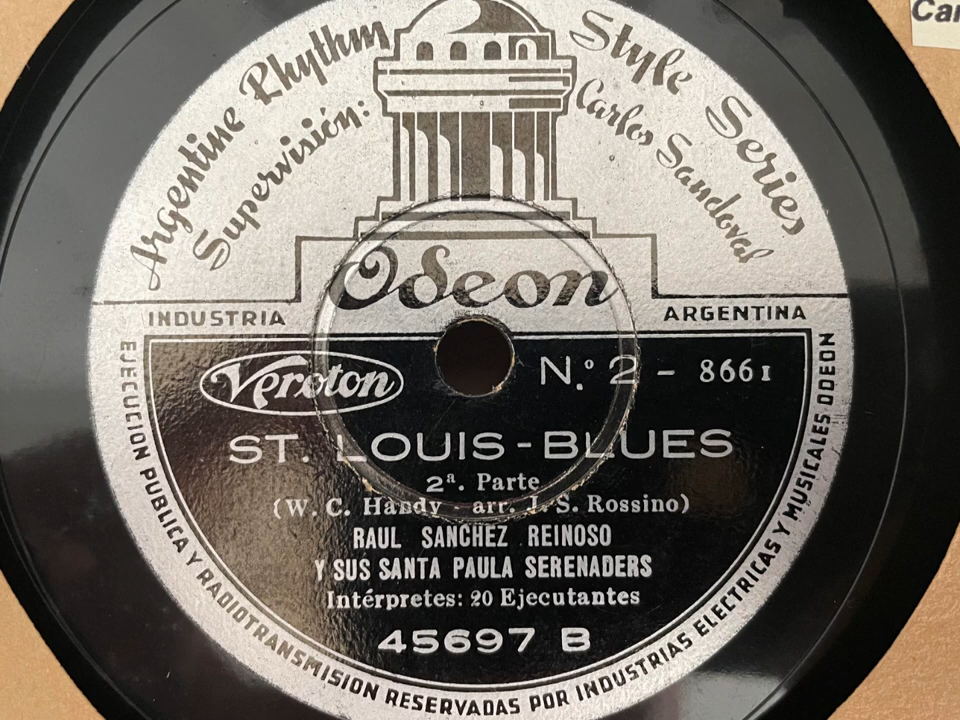 Argentine Rhythm Style Series
Supervisión: Carlos Sandoval
Odeon
INDUSTRIA ARGENTINA
Veroton
N.º 2 - 8661
ST. LOUIS-BLUES
2ª. Parte
(W. C. Handy - arr. J. S. Rossino)
RAUL SANCHEZ REINOSO
Y SUS SANTA PAULA SERENADERS
Intérpretes: 20 Ejecutantes
45697 B
EJECUCION PUBLICA Y RADIOTRANSMISION RESERVADAS POR INDUSTRIAS ELECTRICAS Y MUSICALES ODEON